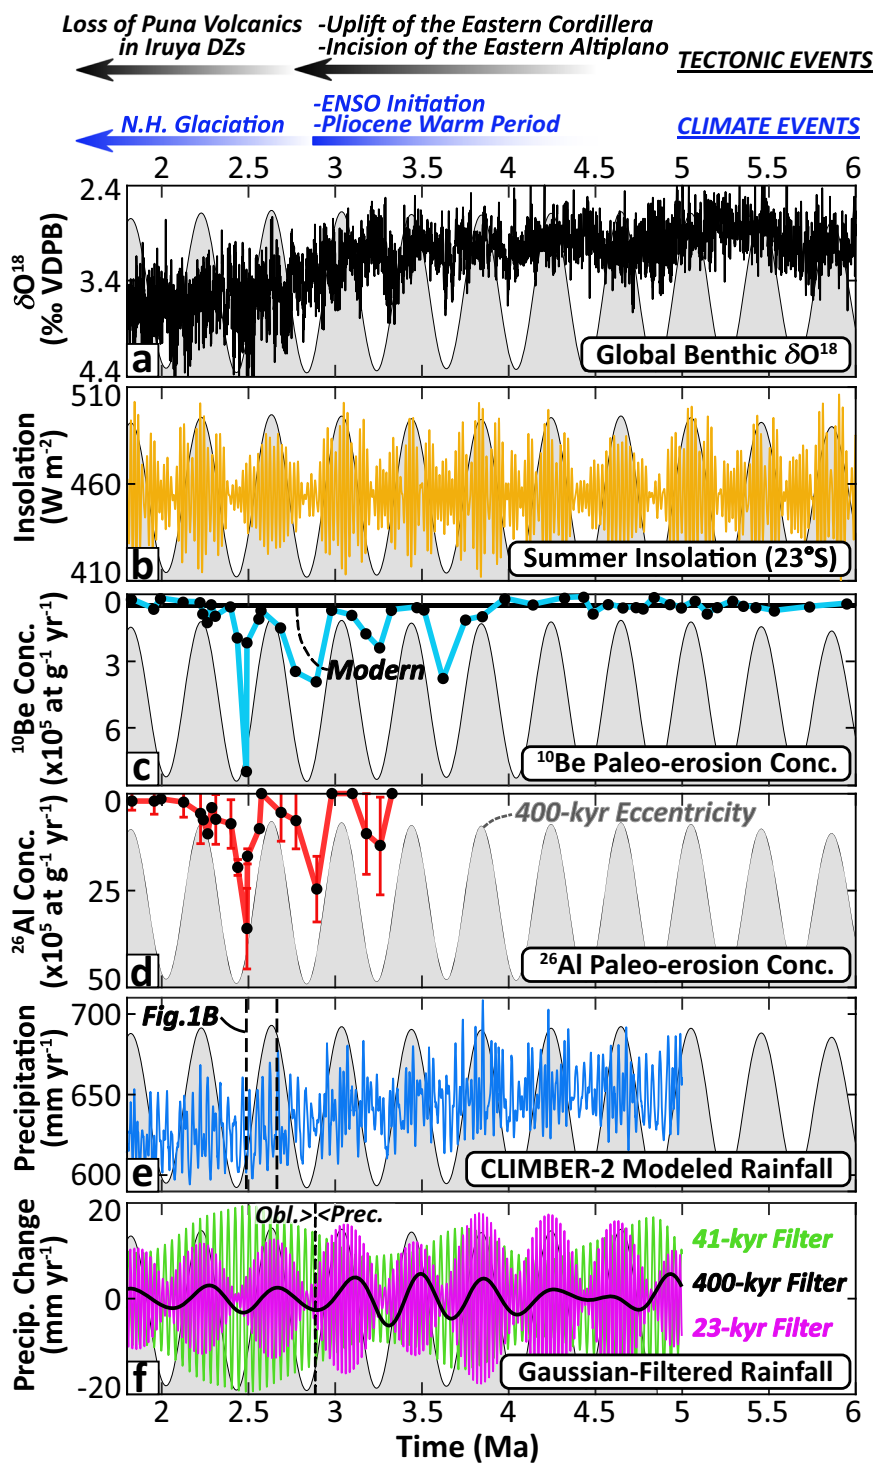 Loss of Puna Volcanics
in Iruya DZs
-Uplift of the Eastern Cordillera
-Incision of the Eastern Altiplano
TECTONIC EVENTS
N.H. Glaciation
-ENSO Initiation
-Pliocene Warm Period
CLIMATE EVENTS
2 2.5 3 3.5 4 4.5 5 5.5 6
2.4
3.4
4.4
δO¹⁸
(‰ VDPB)
a
Global Benthic δO¹⁸
510
460
410
Insolation
(W m⁻²)
b
Summer Insolation (23°S)
0
3
6
¹⁰Be Conc.
(x10⁵ at g⁻¹ yr⁻¹)
Modern
c
¹⁰Be Paleo-erosion Conc.
0
25
50
²⁶Al Conc.
(x10⁵ at g⁻¹ yr⁻¹)
400-kyr Eccentricity
d
²⁶Al Paleo-erosion Conc.
700
650
600
Precipitation
(mm yr⁻¹)
Fig.1B
e
CLIMBER-2 Modeled Rainfall
20
0
-20
Precip. Change
(mm yr⁻¹)
Obl.> <Prec.
41-kyr Filter
400-kyr Filter
23-kyr Filter
f
Gaussian-Filtered Rainfall
2 2.5 3 3.5 4 4.5 5 5.5 6
Time (Ma)